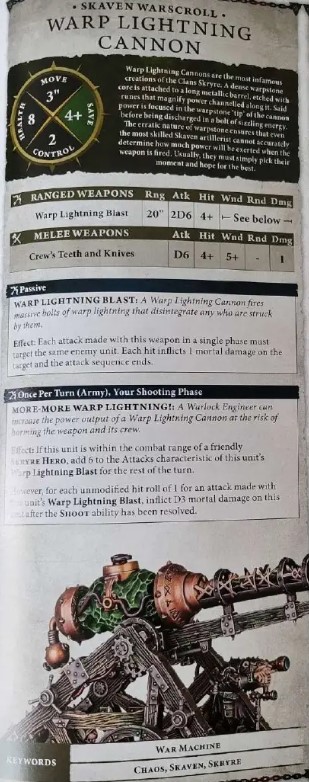 • SKAVEN WARSCROLL •
WARP LIGHTNING
CANNON
Warp Lightning Cannons are the most infamous
creations of the Clans Skryre. A dense warpstone
core is attached to a long metallic barrel, etched with
runes that magnify power channelled along it. Said
power is focused in the warpstone 'tip' of the cannon
before being discharged in a bolt of sizzling energy.
The erratic nature of warpstone ensures that even
the most skilled Skaven artillerist cannot accurately
determine how much power will be exerted when the
weapon is fired. Usually, they must simply pick their
moment and hope for the best.
MOVE
3"
HEALTH
8
4+
SAVE
2
CONTROL
RANGED WEAPONS Rng Atk Hit Wnd Rnd Dmg
Warp Lightning Blast 20" 2D6 4+ ← See below →
MELEE WEAPONS Atk Hit Wnd Rnd Dmg
Crew's Teeth and Knives D6 4+ 5+ - 1
Passive
WARP LIGHTNING BLAST: A Warp Lightning Cannon fires
massive bolts of warp lightning that disintegrate any who are struck
by them.
Effect: Each attack made with this weapon in a single phase must
target the same enemy unit. Each hit inflicts 1 mortal damage on the
target and the attack sequence ends.
Once Per Turn (Army), Your Shooting Phase
MORE-MORE WARP LIGHTNING!: A Warlock Engineer can
increase the power output of a Warp Lightning Cannon at the risk of
harming the weapon and its crew.
Effect: If this unit is within the combat range of a friendly
SKRYRE HERO, add 6 to the Attacks characteristic of this unit's
Warp Lightning Blast for the rest of the turn.
However, for each unmodified hit roll of 1 for an attack made with
unit's Warp Lightning Blast, inflict D3 mortal damage on this
after the SHOOT ability has been resolved.
KEYWORDS
WAR MACHINE
CHAOS, SKAVEN, SKRYRE